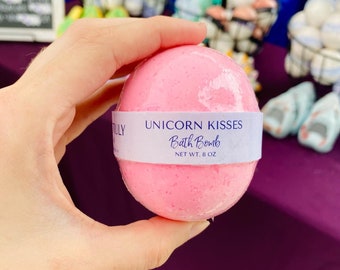 UNICORN KISSES
Bath Bomb
NET WT. 8 OZ